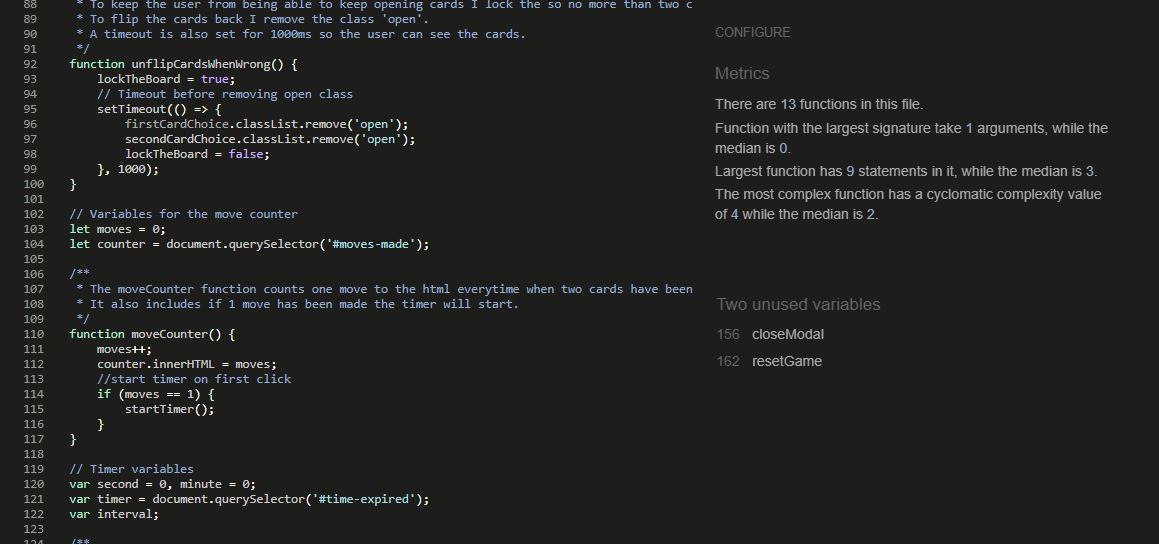 88 * To keep the user from being able to keep opening cards I lock the so no more than two c
89 * To flip the cards back I remove the class 'open'.
90 * A timeout is also set for 1000ms so the user can see the cards.
91 */
92 function unflipCardsWhenWrong() {
93 lockTheBoard = true;
94 // Timeout before removing open class
95 setTimeout(() => {
96 firstCardChoice.classList.remove('open');
97 secondCardChoice.classList.remove('open');
98 lockTheBoard = false;
99 }, 1000);
100 }
101
102 // Variables for the move counter
103 let moves = 0;
104 let counter = document.querySelector('#moves-made');
105
106 /**
107 * The moveCounter function counts one move to the html everytime when two cards have been
108 * It also includes if 1 move has been made the timer will start.
109 */
110 function moveCounter() {
111 moves++;
112 counter.innerHTML = moves;
113 //start timer on first click
114 if (moves == 1) {
115 startTimer();
116 }
117 }
118
119 // Timer variables
120 var second = 0, minute = 0;
121 var timer = document.querySelector('#time-expired');
122 var interval;
123
124 /**
CONFIGURE
Metrics
There are 13 functions in this file.
Function with the largest signature take 1 arguments, while the
median is 0.
Largest function has 9 statements in it, while the median is 3.
The most complex function has a cyclomatic complexity value
of 4 while the median is 2.
Two unused variables
156 closeModal
162 resetGame